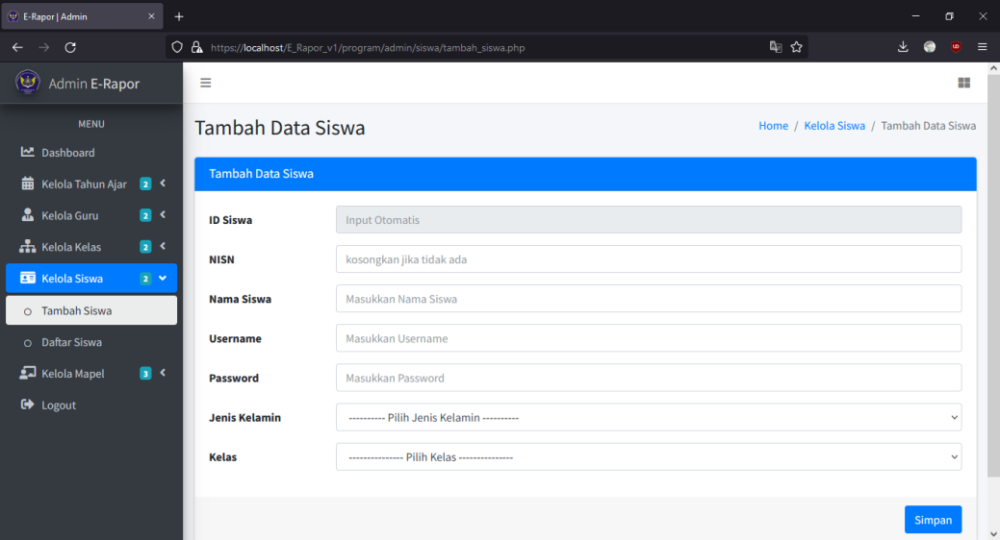 E-Rapor | Admin
https://localhost/E_Rapor_v1/program/admin/siswa/tambah_siswa.php
Admin E-Rapor
MENU
Dashboard
Kelola Tahun Ajar 2
Kelola Guru 2
Kelola Kelas 2
Kelola Siswa 2
Tambah Siswa
Daftar Siswa
Kelola Mapel 3
Logout
Tambah Data Siswa
Home / Kelola Siswa / Tambah Data Siswa
Tambah Data Siswa
ID Siswa Input Otomatis
NISN kosongkan jika tidak ada
Nama Siswa Masukkan Nama Siswa
Username Masukkan Username
Password Masukkan Password
Jenis Kelamin ---------- Pilih Jenis Kelamin ----------
Kelas --------------- Pilih Kelas ---------------
Simpan